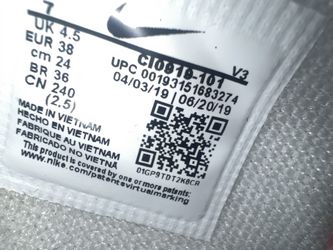 7
UK 4.5
EUR 38
cm 24
BR 36
CN 240
(2.5)
CI0919-101 V3
UPC 00193151683274
04/03/19 06/20/19
MADE IN VIETNAM
HECHO EN VIETNAM
FABRIQUE AU VIETNAM
FABRICADO NO VIETNÃ
01GP9TDT2K8CR
This product is covered by one or more patents.
www.nike.com/patentsvirtualmarking